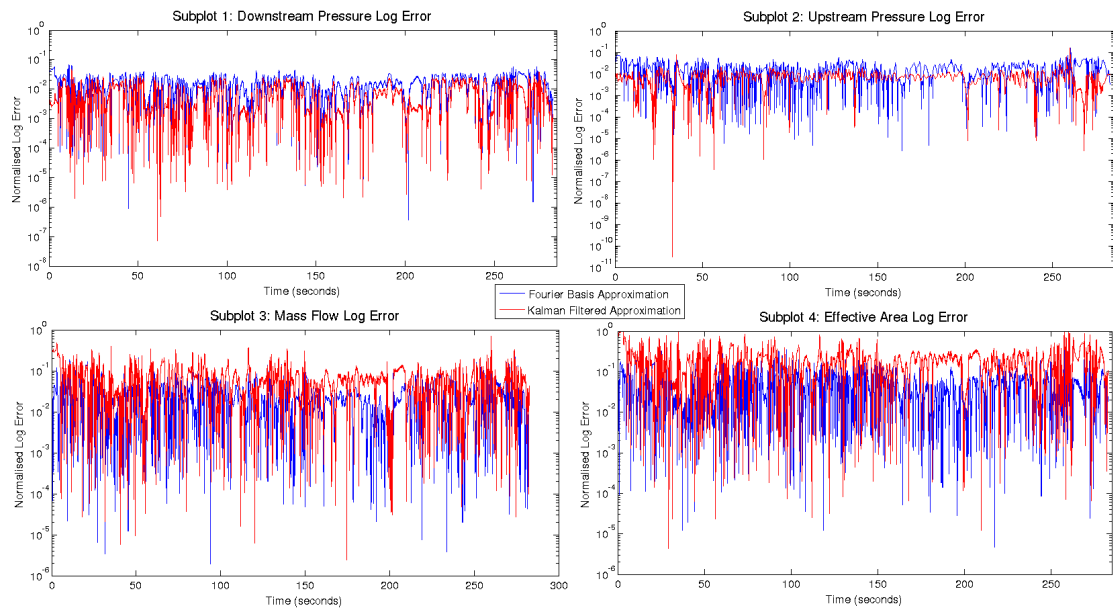 Subplot 1: Downstream Pressure Log Error
Normalised Log Error
10^0
10^-1
10^-2
10^-3
10^-4
10^-5
10^-6
10^-7
10^-8
0 50 100 150 200 250
Time (seconds)
Subplot 2: Upstream Pressure Log Error
Normalised Log Error
10^0
10^-1
10^-2
10^-3
10^-4
10^-5
10^-6
10^-7
10^-8
10^-9
10^-10
10^-11
0 50 100 150 200 250
Time (seconds)
Fourier Basis Approximation
Kalman Filtered Approximation
Subplot 3: Mass Flow Log Error
Normalised Log Error
10^0
10^-1
10^-2
10^-3
10^-4
10^-5
10^-6
0 50 100 150 200 250 300
Time (seconds)
Subplot 4: Effective Area Log Error
Normalised Log Error
10^0
10^-1
10^-2
10^-3
10^-4
10^-5
10^-6
0 50 100 150 200 250
Time (seconds)